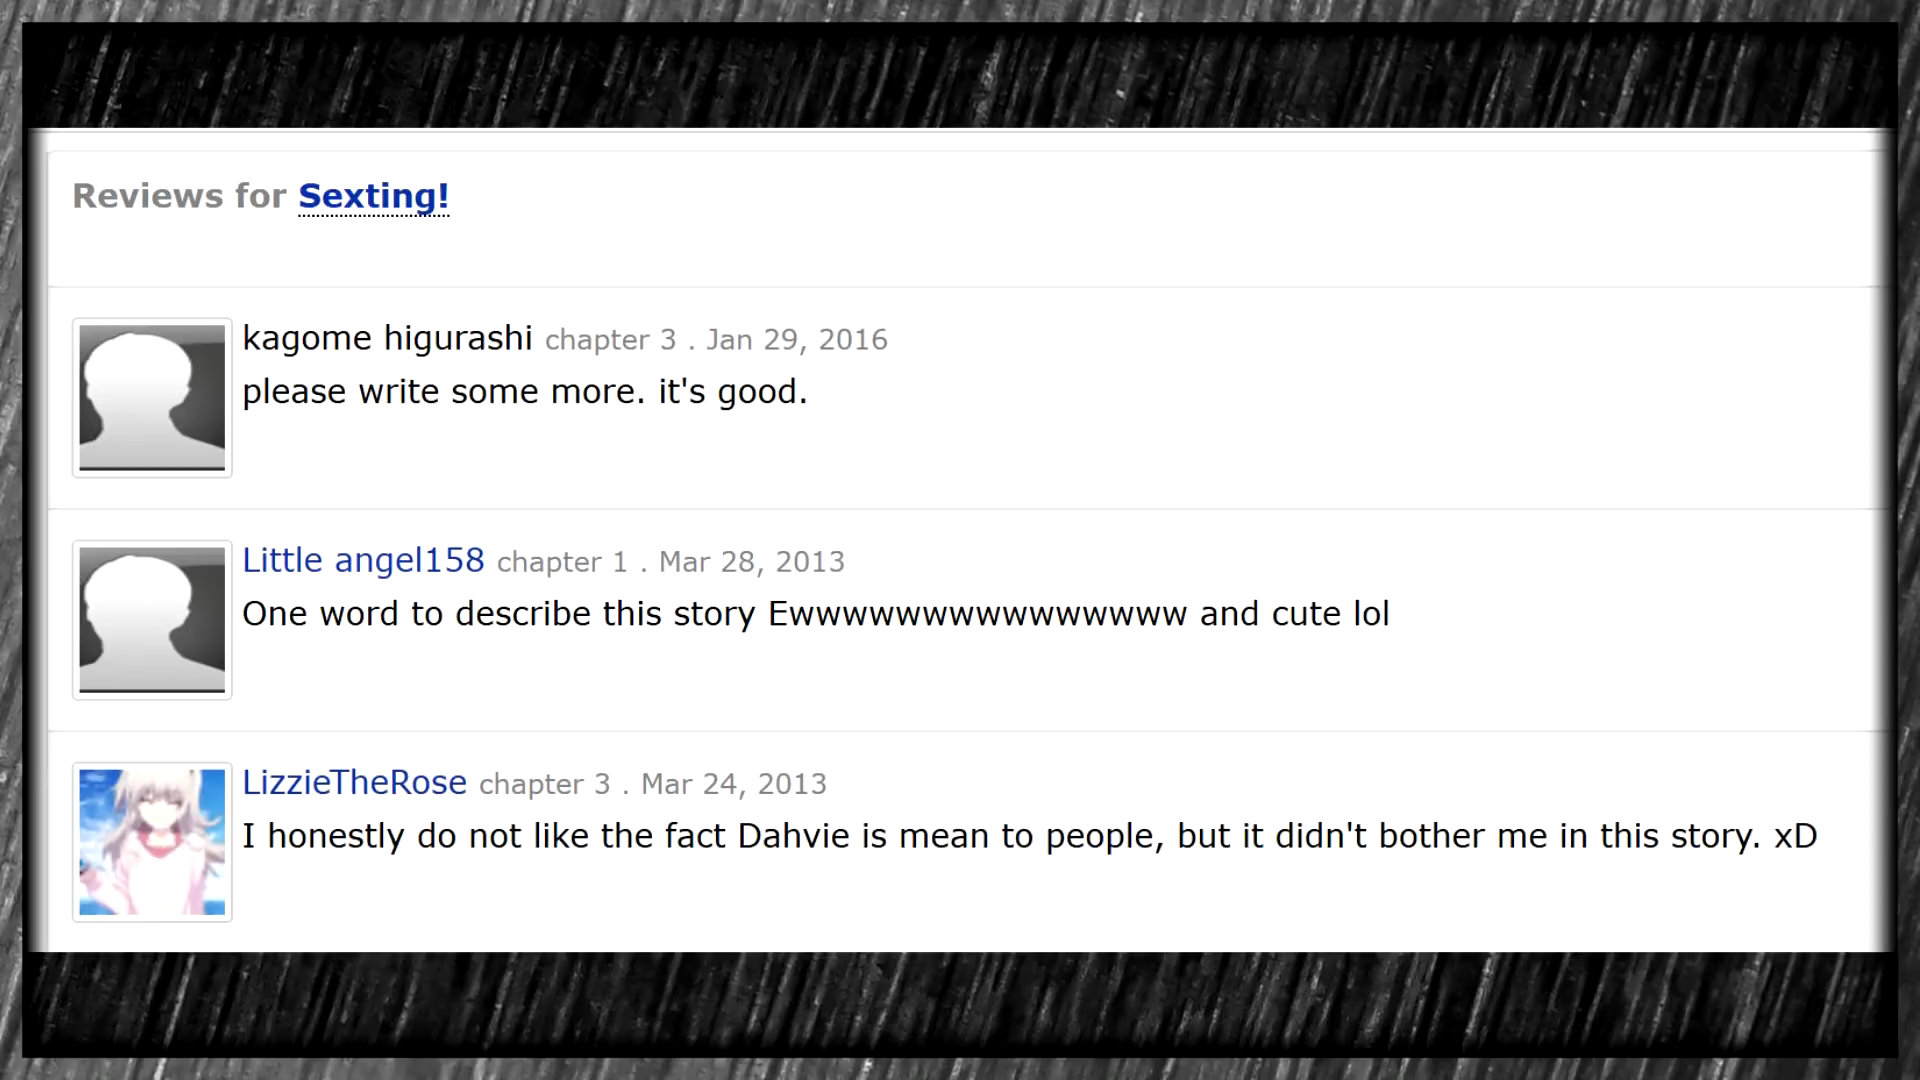 Reviews for Sexting!
kagome higurashi chapter 3 . Jan 29, 2016
please write some more. it's good.
Little angel158 chapter 1 . Mar 28, 2013
One word to describe this story Ewwwwwwwwwwwwwww and cute lol
LizzieTheRose chapter 3 . Mar 24, 2013
I honestly do not like the fact Dahvie is mean to people, but it didn't bother me in this story. xD